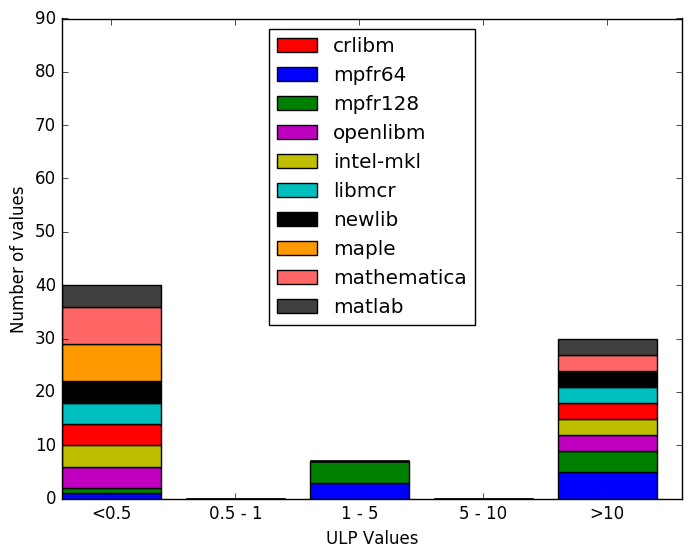 90
80
70
60
50
40
30
20
10
0
Number of values
crlibm
mpfr64
mpfr128
openlibm
intel-mkl
libmcr
newlib
maple
mathematica
matlab
<0.5
0.5 - 1
1 - 5
5 - 10
>10
ULP Values